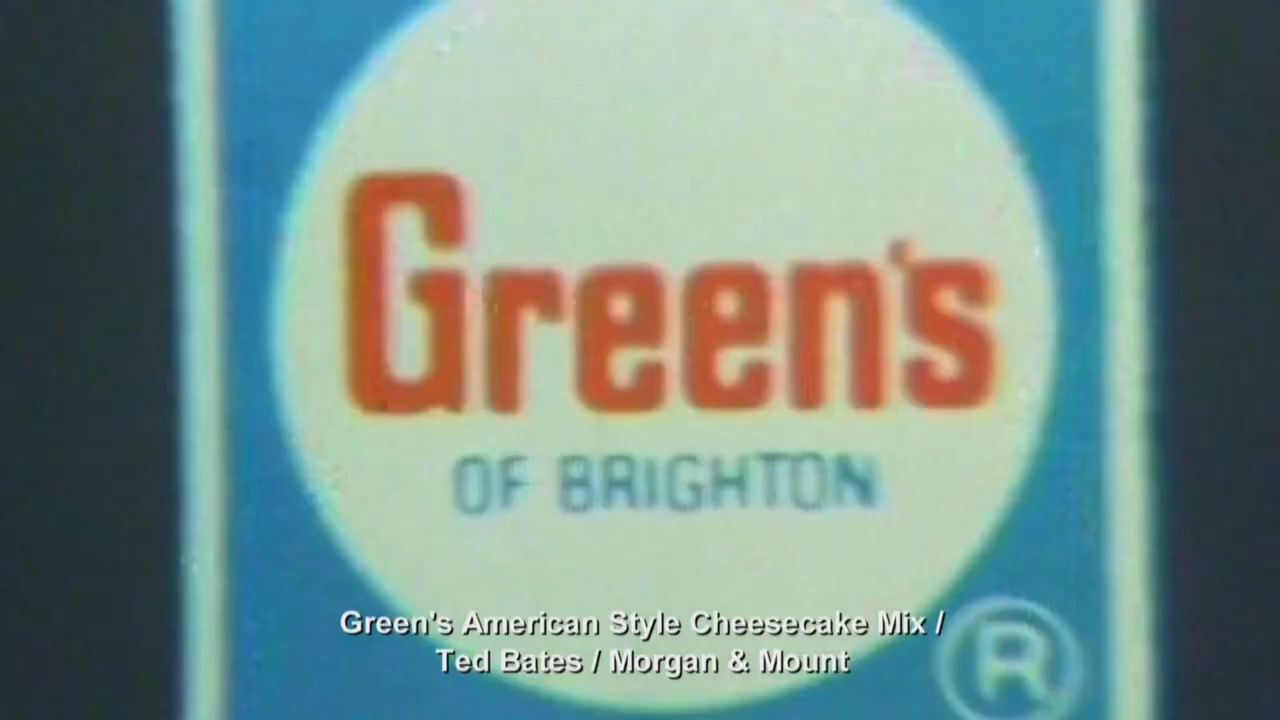 Green's
OF BRIGHTON
Green's American Style Cheesecake Mix /
Ted Bates / Morgan & Mount
R